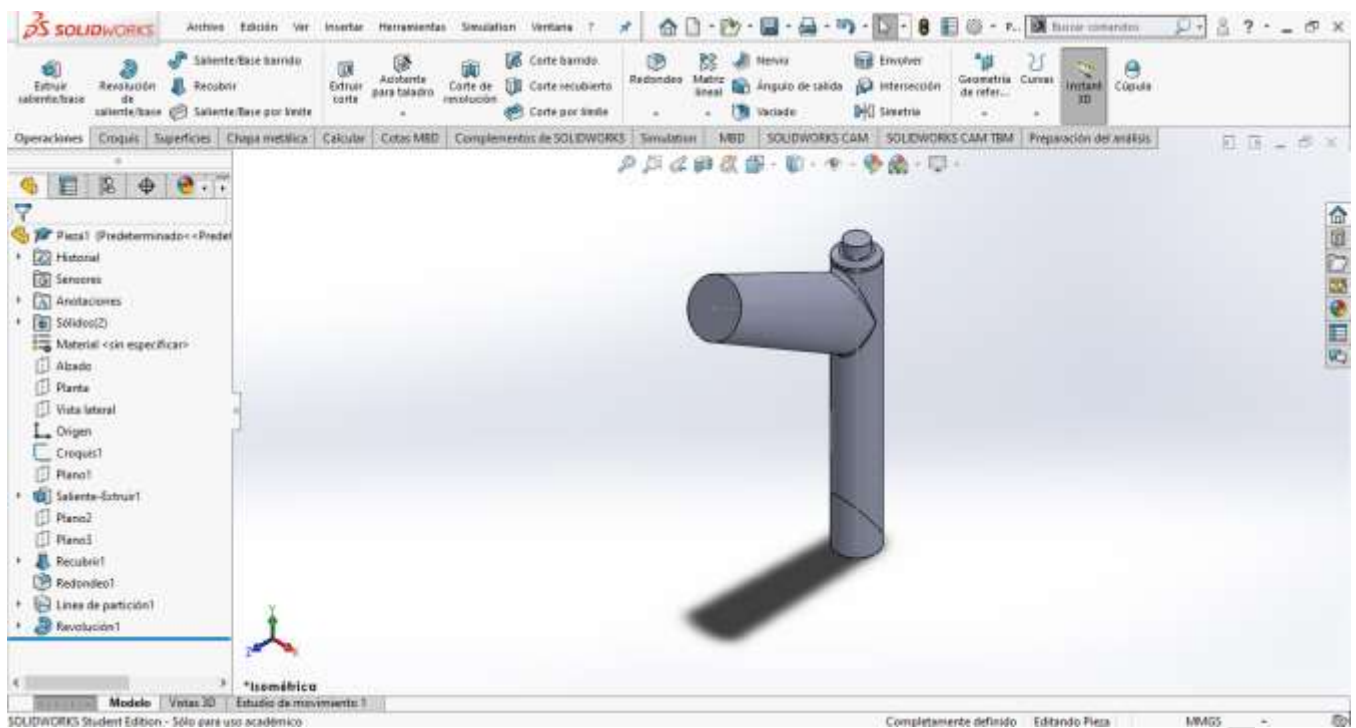 SOLIDWORKS
Archivo Edición Ver Insertar Herramientas Simulation Ventana ?
P... Buscar comandos
Extruir saliente/base
Revolución de saliente/base
Saliente/Base barrido
Recubrir
Saliente/Base por límite
Extruir corte
Asistente para taladro
Corte de revolución
Corte barrido
Corte recubierto
Corte por límite
Redondeo
Matriz lineal
Nervio
Ángulo de salida
Vaciado
Envolver
Intersección
Simetría
Geometría de refer...
Curvas
Instant 3D
Cúpula
Operaciones Croquis Superficies Chapa metálica Calcular Cotas MBD Complementos de SOLIDWORKS Simulation MBD SOLIDWORKS CAM SOLIDWORKS CAM TBM Preparación del análisis
Pieza1 (Predeterminado<<Predet
Historial
Sensores
Anotaciones
Sólidos(2)
Material <sin especificar>
Alzado
Planta
Vista lateral
Origen
Croquis1
Plano1
Saliente-Extruir1
Plano2
Plano3
Recubrir1
Redondeo1
Línea de partición1
Revolución1
*Isométrica
Modelo Vistas 3D Estudio de movimiento 1
SOLIDWORKS Student Edition - Sólo para uso académico
Completamente definido Editando Pieza MMGS